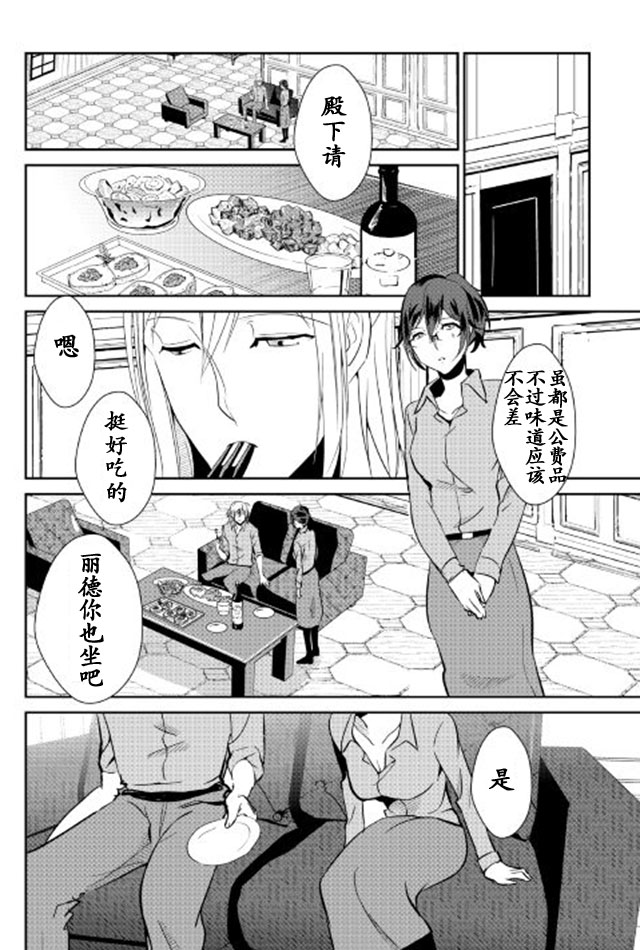 殿下请
虽都是公费品
不过味道应该
不会差
嗯
挺好吃的
丽德你也坐吧
是